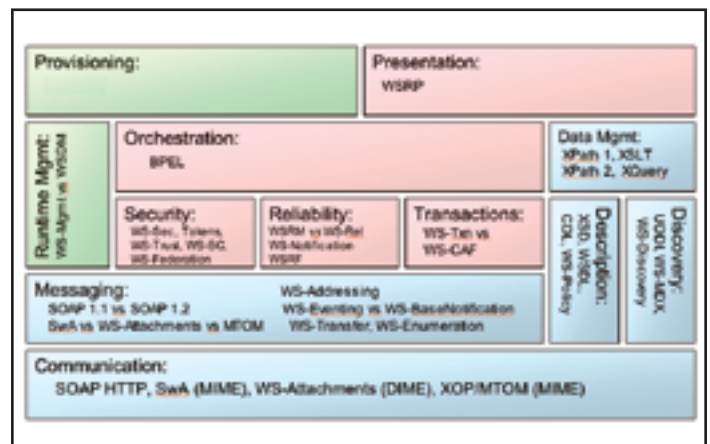 Provisioning:
Presentation:
WSRP
Runtime Mgmt:
WS-Mgmt vs WSDM
Orchestration:
BPEL
Data Mgmt:
XPath 1, XSLT
XPath 2, XQuery
Security:
WS-Sec, Tokens,
WS-Trust, WS-SC,
WS-Federation
Reliability:
WSRM vs WS-Rel
WS-Notification
WSRF
Transactions:
WS-Txn vs
WS-CAF
Description:
XSD, WSDL,
CDL, WS-Policy
Discovery:
UDDI, WS-MDX,
WS-Discovery
Messaging:
SOAP 1.1 vs SOAP 1.2
SwA vs WS-Attachments vs MTOM
WS-Addressing
WS-Eventing vs WS-BaseNotification
WS-Transfer, WS-Enumeration
Communication:
SOAP HTTP, SwA (MIME), WS-Attachments (DIME), XOP/MTOM (MIME)